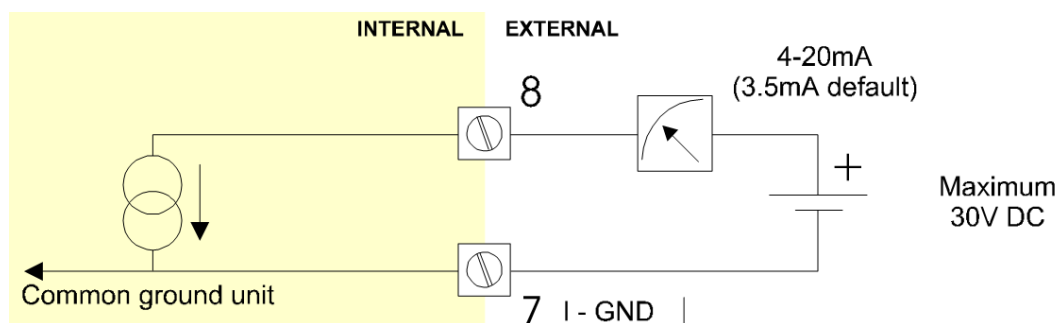 INTERNAL EXTERNAL
8
4-20mA
(3.5mA default)
+
Maximum
30V DC
Common ground unit
7 I - GND